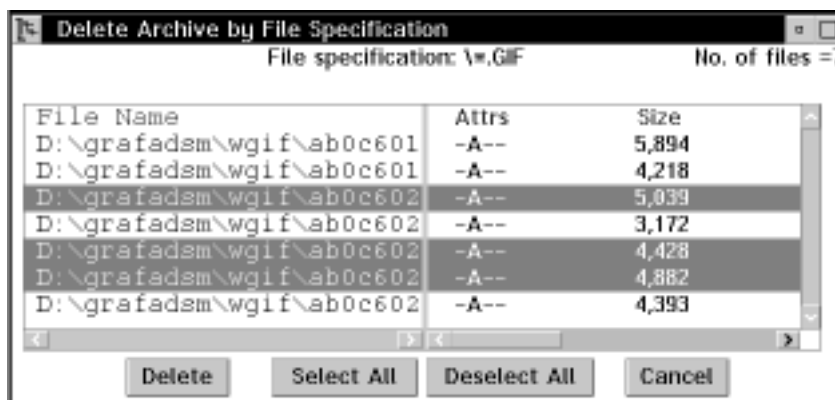 Delete Archive by File Specification
File specification: \*.GIF No. of files =7
File Name Attrs Size
D:\grafadsm\wgif\ab0c601 -A-- 5,894
D:\grafadsm\wgif\ab0c601 -A-- 4,218
D:\grafadsm\wgif\ab0c602 -A-- 5,039
D:\grafadsm\wgif\ab0c602 -A-- 3,172
D:\grafadsm\wgif\ab0c602 -A-- 4,428
D:\grafadsm\wgif\ab0c602 -A-- 4,882
D:\grafadsm\wgif\ab0c602 -A-- 4,393
Delete Select All Deselect All Cancel